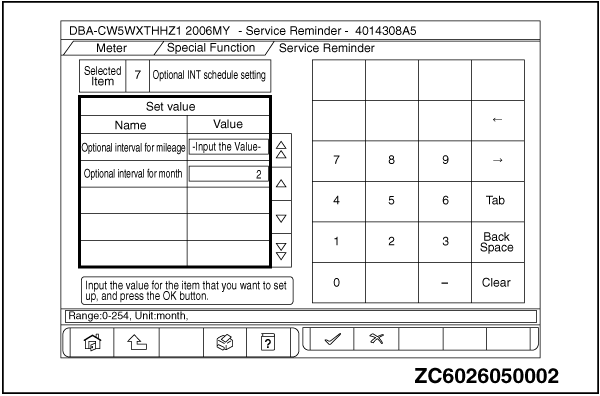 DBA-CW5WXTHHZ1 2006MY - Service Reminder - 4014308A5
Meter Special Function Service Reminder
Selected Item 7 Optional INT schedule setting
Set value
Name Value
Optional interval for mileage -Input the Value-
Optional interval for month 2
←
7 8 9 →
4 5 6 Tab
1 2 3 Back Space
0 – Clear
Input the value for the item that you want to set
up, and press the OK button.
Range:0-254, Unit:month,
?
ZC6026050002